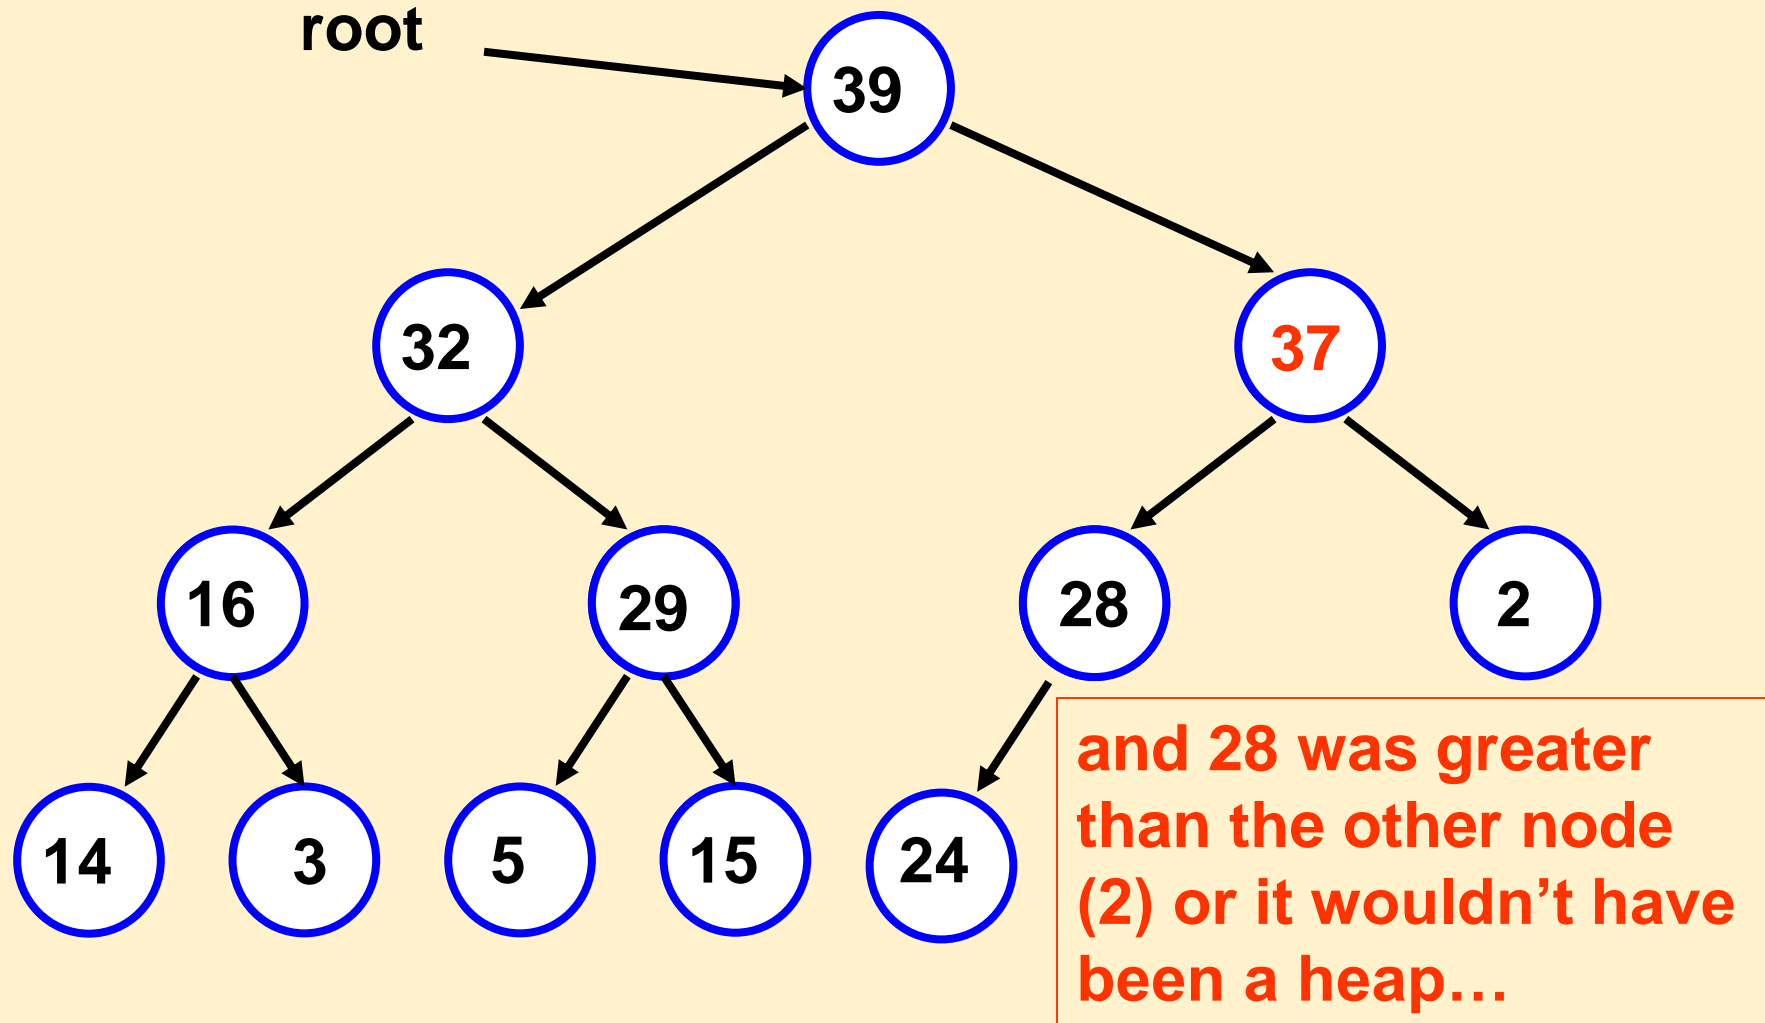 root
39
32
37
16
29
28
2
14
3
5
15
24
and 28 was greater
than the other node
(2) or it wouldn’t have
been a heap…